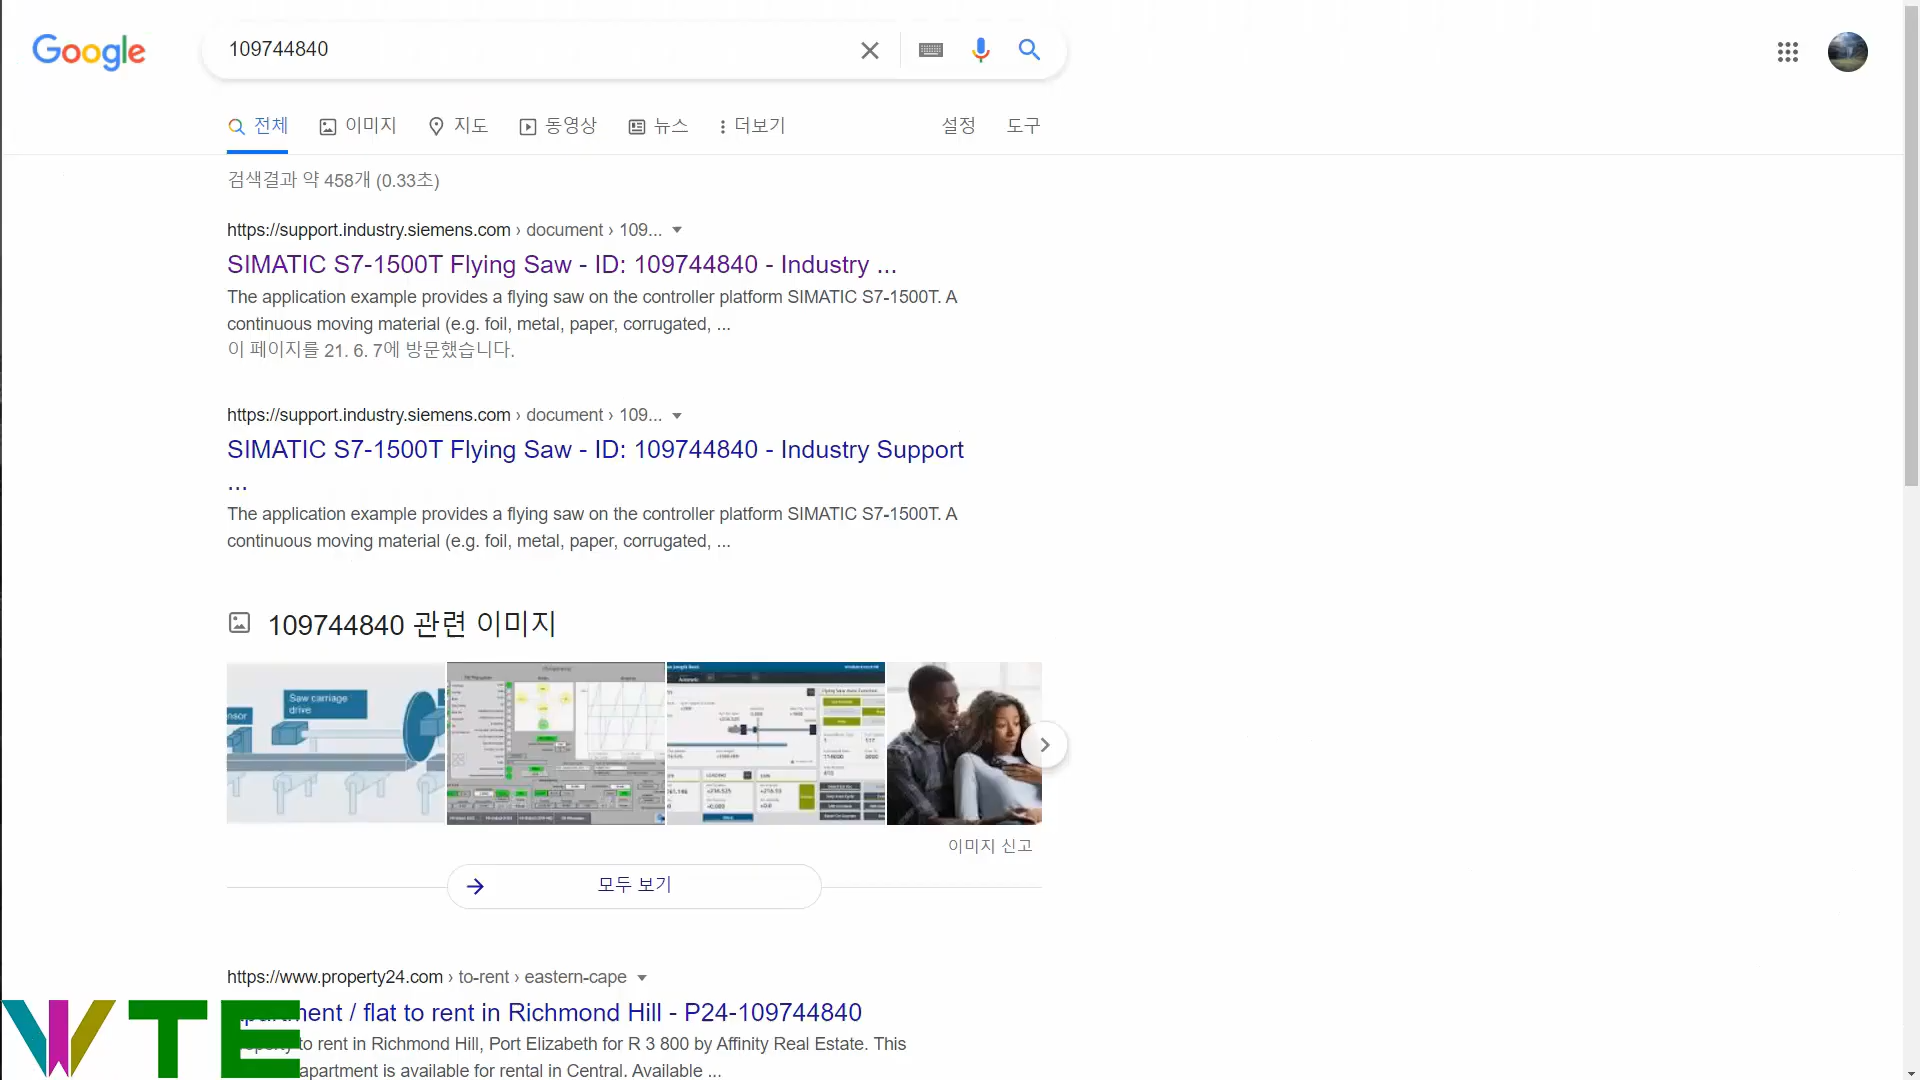 Google
109744840
전체
이미지
지도
동영상
뉴스
더보기
설정
도구
검색결과 약 458개 (0.33초)
https://support.industry.siemens.com › document › 109...
SIMATIC S7-1500T Flying Saw - ID: 109744840 - Industry ...
The application example provides a flying saw on the controller platform SIMATIC S7-1500T. A
continuous moving material (e.g. foil, metal, paper, corrugated, ...
이 페이지를 21. 6. 7에 방문했습니다.
https://support.industry.siemens.com › document › 109...
SIMATIC S7-1500T Flying Saw - ID: 109744840 - Industry Support
...
The application example provides a flying saw on the controller platform SIMATIC S7-1500T. A
continuous moving material (e.g. foil, metal, paper, corrugated, ...
109744840 관련 이미지
Saw carriage
drive
nsor
이미지 신고
모두 보기
https://www.property24.com › to-rent › eastern-cape
/ flat to rent in Richmond Hill - P24-109744840
to rent in Richmond Hill, Port Elizabeth for R 3 800 by Affinity Real Estate. This
apartment is available for rental in Central. Available ...
WTE